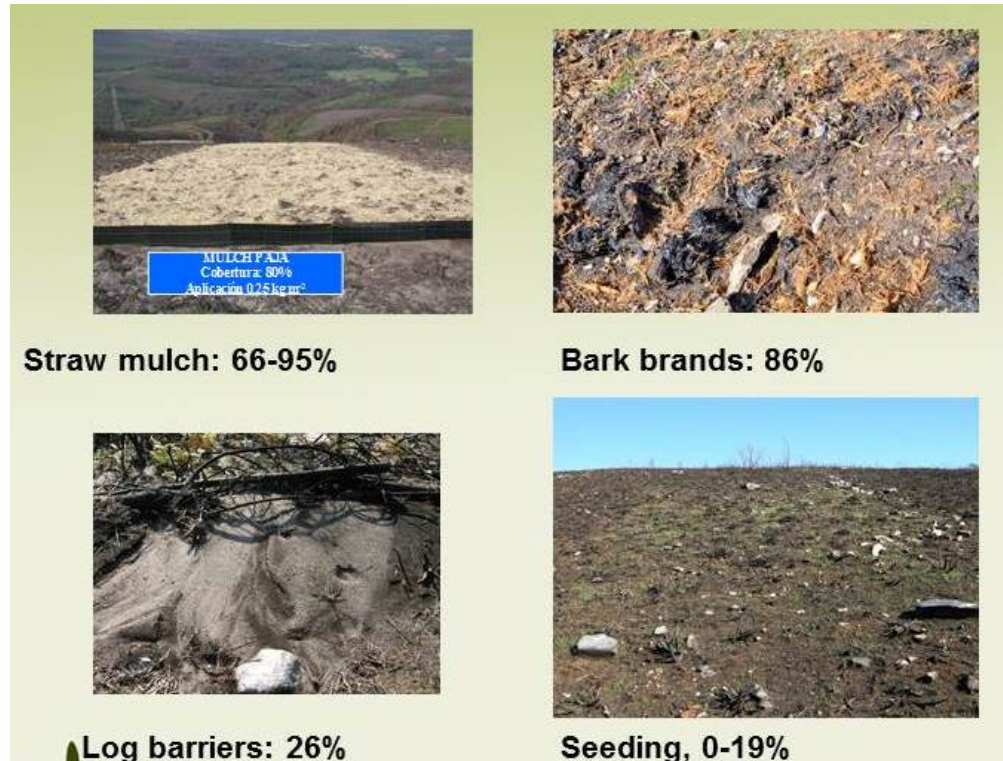 MULCH PAJA
Cobertura: 80%
Aplicación 0.25 kg m-2
Straw mulch: 66-95%
Bark brands: 86%
Log barriers: 26%
Seeding, 0-19%